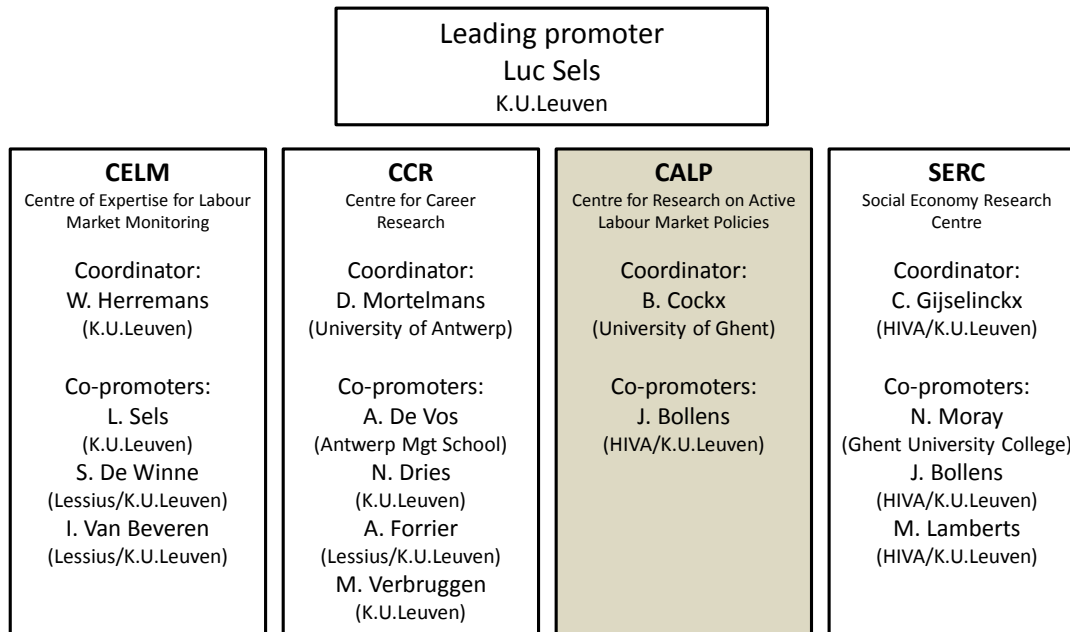 Leading promoter
Luc Sels
K.U.Leuven
CELM
Centre of Expertise for Labour
Market Monitoring
Coordinator:
W. Herremans
(K.U.Leuven)
Co-promoters:
L. Sels
(K.U.Leuven)
S. De Winne
(Lessius/K.U.Leuven)
I. Van Beveren
(Lessius/K.U.Leuven)
CCR
Centre for Career
Research
Coordinator:
D. Mortelmans
(University of Antwerp)
Co-promoters:
A. De Vos
(Antwerp Mgt School)
N. Dries
(K.U.Leuven)
A. Forrier
(Lessius/K.U.Leuven)
M. Verbruggen
(K.U.Leuven)
CALP
Centre for Research on Active
Labour Market Policies
Coordinator:
B. Cockx
(University of Ghent)
Co-promoters:
J. Bollens
(HIVA/K.U.Leuven)
SERC
Social Economy Research
Centre
Coordinator:
C. Gijselinckx
(HIVA/K.U.Leuven)
Co-promoters:
N. Moray
(Ghent University College)
J. Bollens
(HIVA/K.U.Leuven)
M. Lamberts
(HIVA/K.U.Leuven)